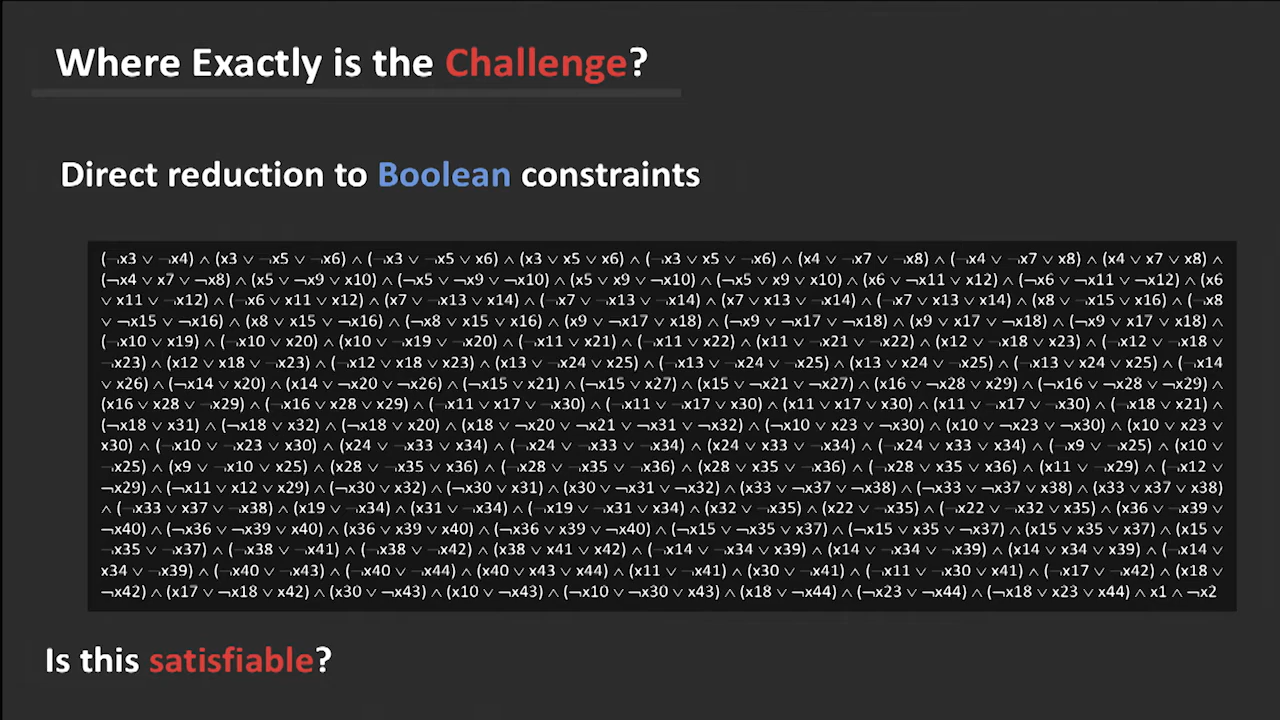 Where Exactly is the Challenge?
Direct reduction to Boolean constraints
(¬x3 ∨ ¬x4) ∧ (x3 ∨ ¬x5 ∨ ¬x6) ∧ (¬x3 ∨ ¬x5 ∨ x6) ∧ (x3 ∨ x5 ∨ x6) ∧ (¬x3 ∨ x5 ∨ ¬x6) ∧ (x4 ∨ ¬x7 ∨ ¬x8) ∧ (¬x4 ∨ ¬x7 ∨ x8) ∧ (x4 ∨ x7 ∨ x8) ∧
(¬x4 ∨ x7 ∨ ¬x8) ∧ (x5 ∨ ¬x9 ∨ x10) ∧ (¬x5 ∨ ¬x9 ∨ ¬x10) ∧ (x5 ∨ x9 ∨ ¬x10) ∧ (¬x5 ∨ x9 ∨ x10) ∧ (x6 ∨ ¬x11 ∨ x12) ∧ (¬x6 ∨ ¬x11 ∨ ¬x12) ∧ (x6
∨ x11 ∨ ¬x12) ∧ (¬x6 ∨ x11 ∨ x12) ∧ (x7 ∨ ¬x13 ∨ x14) ∧ (¬x7 ∨ ¬x13 ∨ ¬x14) ∧ (x7 ∨ x13 ∨ ¬x14) ∧ (¬x7 ∨ x13 ∨ x14) ∧ (x8 ∨ ¬x15 ∨ x16) ∧ (¬x8
∨ ¬x15 ∨ ¬x16) ∧ (x8 ∨ x15 ∨ ¬x16) ∧ (¬x8 ∨ x15 ∨ x16) ∧ (x9 ∨ ¬x17 ∨ x18) ∧ (¬x9 ∨ ¬x17 ∨ ¬x18) ∧ (x9 ∨ x17 ∨ ¬x18) ∧ (¬x9 ∨ x17 ∨ x18) ∧
(¬x10 ∨ x19) ∧ (¬x10 ∨ x20) ∧ (x10 ∨ ¬x19 ∨ ¬x20) ∧ (¬x11 ∨ x21) ∧ (¬x11 ∨ x22) ∧ (x11 ∨ ¬x21 ∨ ¬x22) ∧ (x12 ∨ ¬x18 ∨ x23) ∧ (¬x12 ∨ ¬x18 ∨
¬x23) ∧ (x12 ∨ x18 ∨ ¬x23) ∧ (¬x12 ∨ x18 ∨ x23) ∧ (x13 ∨ ¬x24 ∨ x25) ∧ (¬x13 ∨ ¬x24 ∨ ¬x25) ∧ (x13 ∨ x24 ∨ ¬x25) ∧ (¬x13 ∨ x24 ∨ x25) ∧ (¬x14
∨ x26) ∧ (¬x14 ∨ x20) ∧ (x14 ∨ ¬x20 ∨ ¬x26) ∧ (¬x15 ∨ x21) ∧ (¬x15 ∨ x27) ∧ (x15 ∨ ¬x21 ∨ ¬x27) ∧ (x16 ∨ ¬x28 ∨ x29) ∧ (¬x16 ∨ ¬x28 ∨ ¬x29) ∧
(x16 ∨ x28 ∨ ¬x29) ∧ (¬x16 ∨ x28 ∨ x29) ∧ (¬x11 ∨ x17 ∨ ¬x30) ∧ (¬x11 ∨ ¬x17 ∨ x30) ∧ (x11 ∨ x17 ∨ x30) ∧ (x11 ∨ ¬x17 ∨ ¬x30) ∧ (¬x18 ∨ x21) ∧
(¬x18 ∨ x31) ∧ (¬x18 ∨ x32) ∧ (¬x18 ∨ x20) ∧ (x18 ∨ ¬x20 ∨ ¬x21 ∨ ¬x31 ∨ ¬x32) ∧ (¬x10 ∨ x23 ∨ ¬x30) ∧ (x10 ∨ ¬x23 ∨ ¬x30) ∧ (x10 ∨ x23 ∨
x30) ∧ (¬x10 ∨ ¬x23 ∨ x30) ∧ (x24 ∨ ¬x33 ∨ x34) ∧ (¬x24 ∨ ¬x33 ∨ ¬x34) ∧ (x24 ∨ x33 ∨ ¬x34) ∧ (¬x24 ∨ x33 ∨ x34) ∧ (¬x9 ∨ ¬x25) ∧ (x10 ∨
¬x25) ∧ (x9 ∨ ¬x10 ∨ x25) ∧ (x28 ∨ ¬x35 ∨ x36) ∧ (¬x28 ∨ ¬x35 ∨ ¬x36) ∧ (x28 ∨ x35 ∨ ¬x36) ∧ (¬x28 ∨ x35 ∨ x36) ∧ (x11 ∨ ¬x29) ∧ (¬x12 ∨
¬x29) ∧ (¬x11 ∨ x12 ∨ x29) ∧ (¬x30 ∨ x32) ∧ (¬x30 ∨ x31) ∧ (x30 ∨ ¬x31 ∨ ¬x32) ∧ (x33 ∨ ¬x37 ∨ ¬x38) ∧ (¬x33 ∨ ¬x37 ∨ x38) ∧ (x33 ∨ x37 ∨ x38)
∧ (¬x33 ∨ x37 ∨ ¬x38) ∧ (x19 ∨ ¬x34) ∧ (x31 ∨ ¬x34) ∧ (¬x19 ∨ ¬x31 ∨ x34) ∧ (x32 ∨ ¬x35) ∧ (x22 ∨ ¬x35) ∧ (¬x22 ∨ ¬x32 ∨ x35) ∧ (x36 ∨ ¬x39 ∨
¬x40) ∧ (¬x36 ∨ ¬x39 ∨ x40) ∧ (x36 ∨ x39 ∨ x40) ∧ (¬x36 ∨ x39 ∨ ¬x40) ∧ (¬x15 ∨ ¬x35 ∨ x37) ∧ (¬x15 ∨ x35 ∨ ¬x37) ∧ (x15 ∨ x35 ∨ x37) ∧ (x15 ∨
¬x35 ∨ ¬x37) ∧ (¬x38 ∨ ¬x41) ∧ (¬x38 ∨ ¬x42) ∧ (x38 ∨ x41 ∨ x42) ∧ (¬x14 ∨ ¬x34 ∨ x39) ∧ (x14 ∨ ¬x34 ∨ ¬x39) ∧ (x14 ∨ x34 ∨ x39) ∧ (¬x14 ∨
x34 ∨ ¬x39) ∧ (¬x40 ∨ ¬x43) ∧ (¬x40 ∨ ¬x44) ∧ (x40 ∨ x43 ∨ x44) ∧ (x11 ∨ ¬x41) ∧ (x30 ∨ ¬x41) ∧ (¬x11 ∨ ¬x30 ∨ x41) ∧ (¬x17 ∨ ¬x42) ∧ (x18 ∨
¬x42) ∧ (x17 ∨ ¬x18 ∨ x42) ∧ (x30 ∨ ¬x43) ∧ (x10 ∨ ¬x43) ∧ (¬x10 ∨ ¬x30 ∨ x43) ∧ (x18 ∨ ¬x44) ∧ (¬x23 ∨ ¬x44) ∧ (¬x18 ∨ x23 ∨ x44) ∧ x1 ∧ ¬x2
Is this satisfiable?